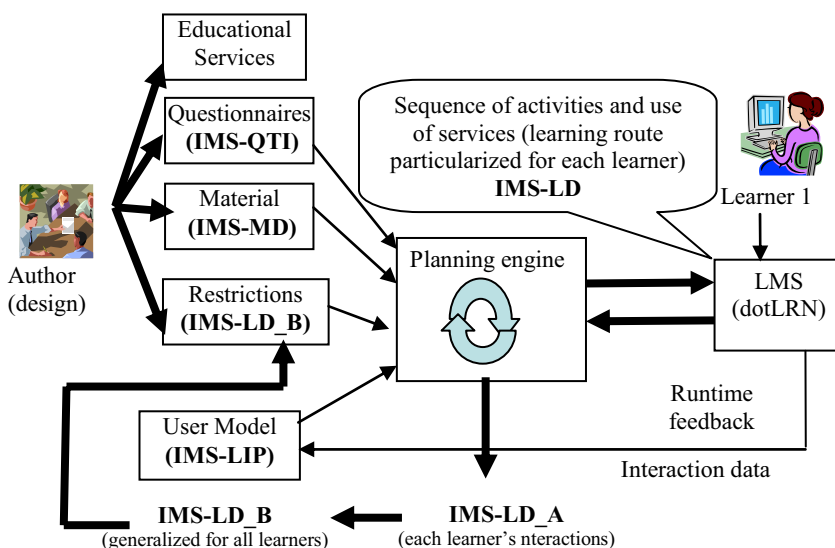 Educational
Services
Questionnaires
(IMS-QTI)
Material
(IMS-MD)
Restrictions
(IMS-LD_B)
User Model
(IMS-LIP)
Author
(design)
Sequence of activities and use
of services (learning route
particularized for each learner)
IMS-LD
Learner 1
Planning engine
LMS
(dotLRN)
Runtime
feedback
Interaction data
IMS-LD_B
(generalized for all learners)
IMS-LD_A
(each learner’s nteractions)